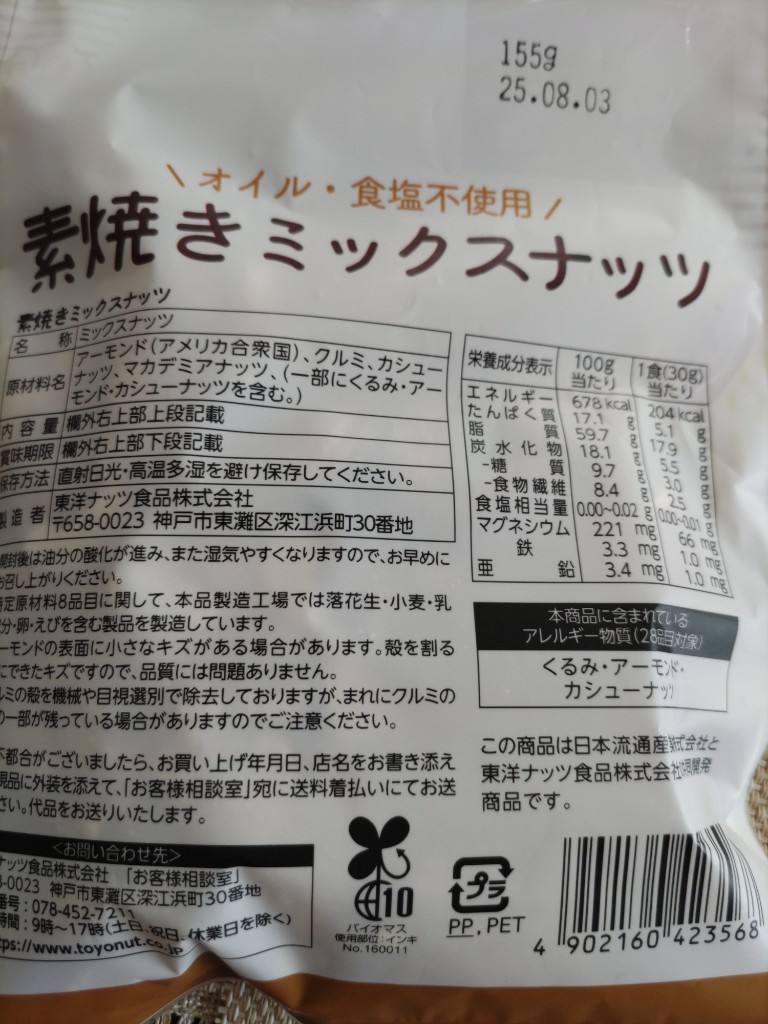 155g
25.08.03
\ オイル・食塩不使用 /
素焼きミックスナッツ
素焼きミックスナッツ
名 称 ミックスナッツ
原材料名 アーモンド(アメリカ合衆国)、クルミ、カシュー
ナッツ、マカデミアナッツ、(一部にくるみ・アー
モンド・カシューナッツを含む。)
内容量 欄外右上部上段記載
賞味期限 欄外右上部下段記載
保存方法 直射日光・高温多湿を避け保存してください。
製造者 東洋ナッツ食品株式会社
〒658-0023 神戸市東灘区深江浜町30番地
栄養成分表示 100g当たり 1食(30g)当たり
エネルギー 678 kcal 204 kcal
たんぱく質 17.1 g 5.1 g
脂質 59.7 g 17.9 g
炭水化物 18.1 g 5.5 g
-糖質 9.7 g 3.0 g
-食物繊維 8.4 g 2.5 g
食塩相当量 0.00~0.02 g 0.00~0.01 g
マグネシウム 221 mg 66 mg
鉄 3.3 mg 1.0 mg
亜鉛 3.4 mg 1.0 mg
開封後は油分の酸化が進み、また湿気やすくなりますので、お早めに
お召し上がりください。
特定原材料8品目に関して、本品製造工場では落花生・小麦・乳
成分・卵・えびを含む製品を製造しています。
アーモンドの表面に小さなキズがある場合があります。殻を割る
にできたキズですので、品質には問題ありません。
クルミの殻を機械や目視選別で除去しておりますが、まれにクルミの
の一部が残っている場合がありますのでご注意ください。
不都合がございましたら、お買い上げ年月日、店名をお書き添え
現品に外装を添えて、「お客様相談室」宛に送料着払いにてお送
さい。代品をお送りいたします。
本商品に含まれている
アレルギー物質(28品目対象)
くるみ・アーモンド・
カシューナッツ
この商品は日本流通産業株式会社と
東洋ナッツ食品株式会社の共同開発
商品です。
<お問い合わせ先>
ナッツ食品株式会社 「お客様相談室」
8-0023 神戸市東灘区深江浜町30番地
番号:078-452-7211
時間:9時~17時(土日、祝日、休業日を除く)
ps://www.toyonut.co.jp
10
バイオマス
使用部位:インキ
No.160011
プラ
PP, PET
4 902160 423568